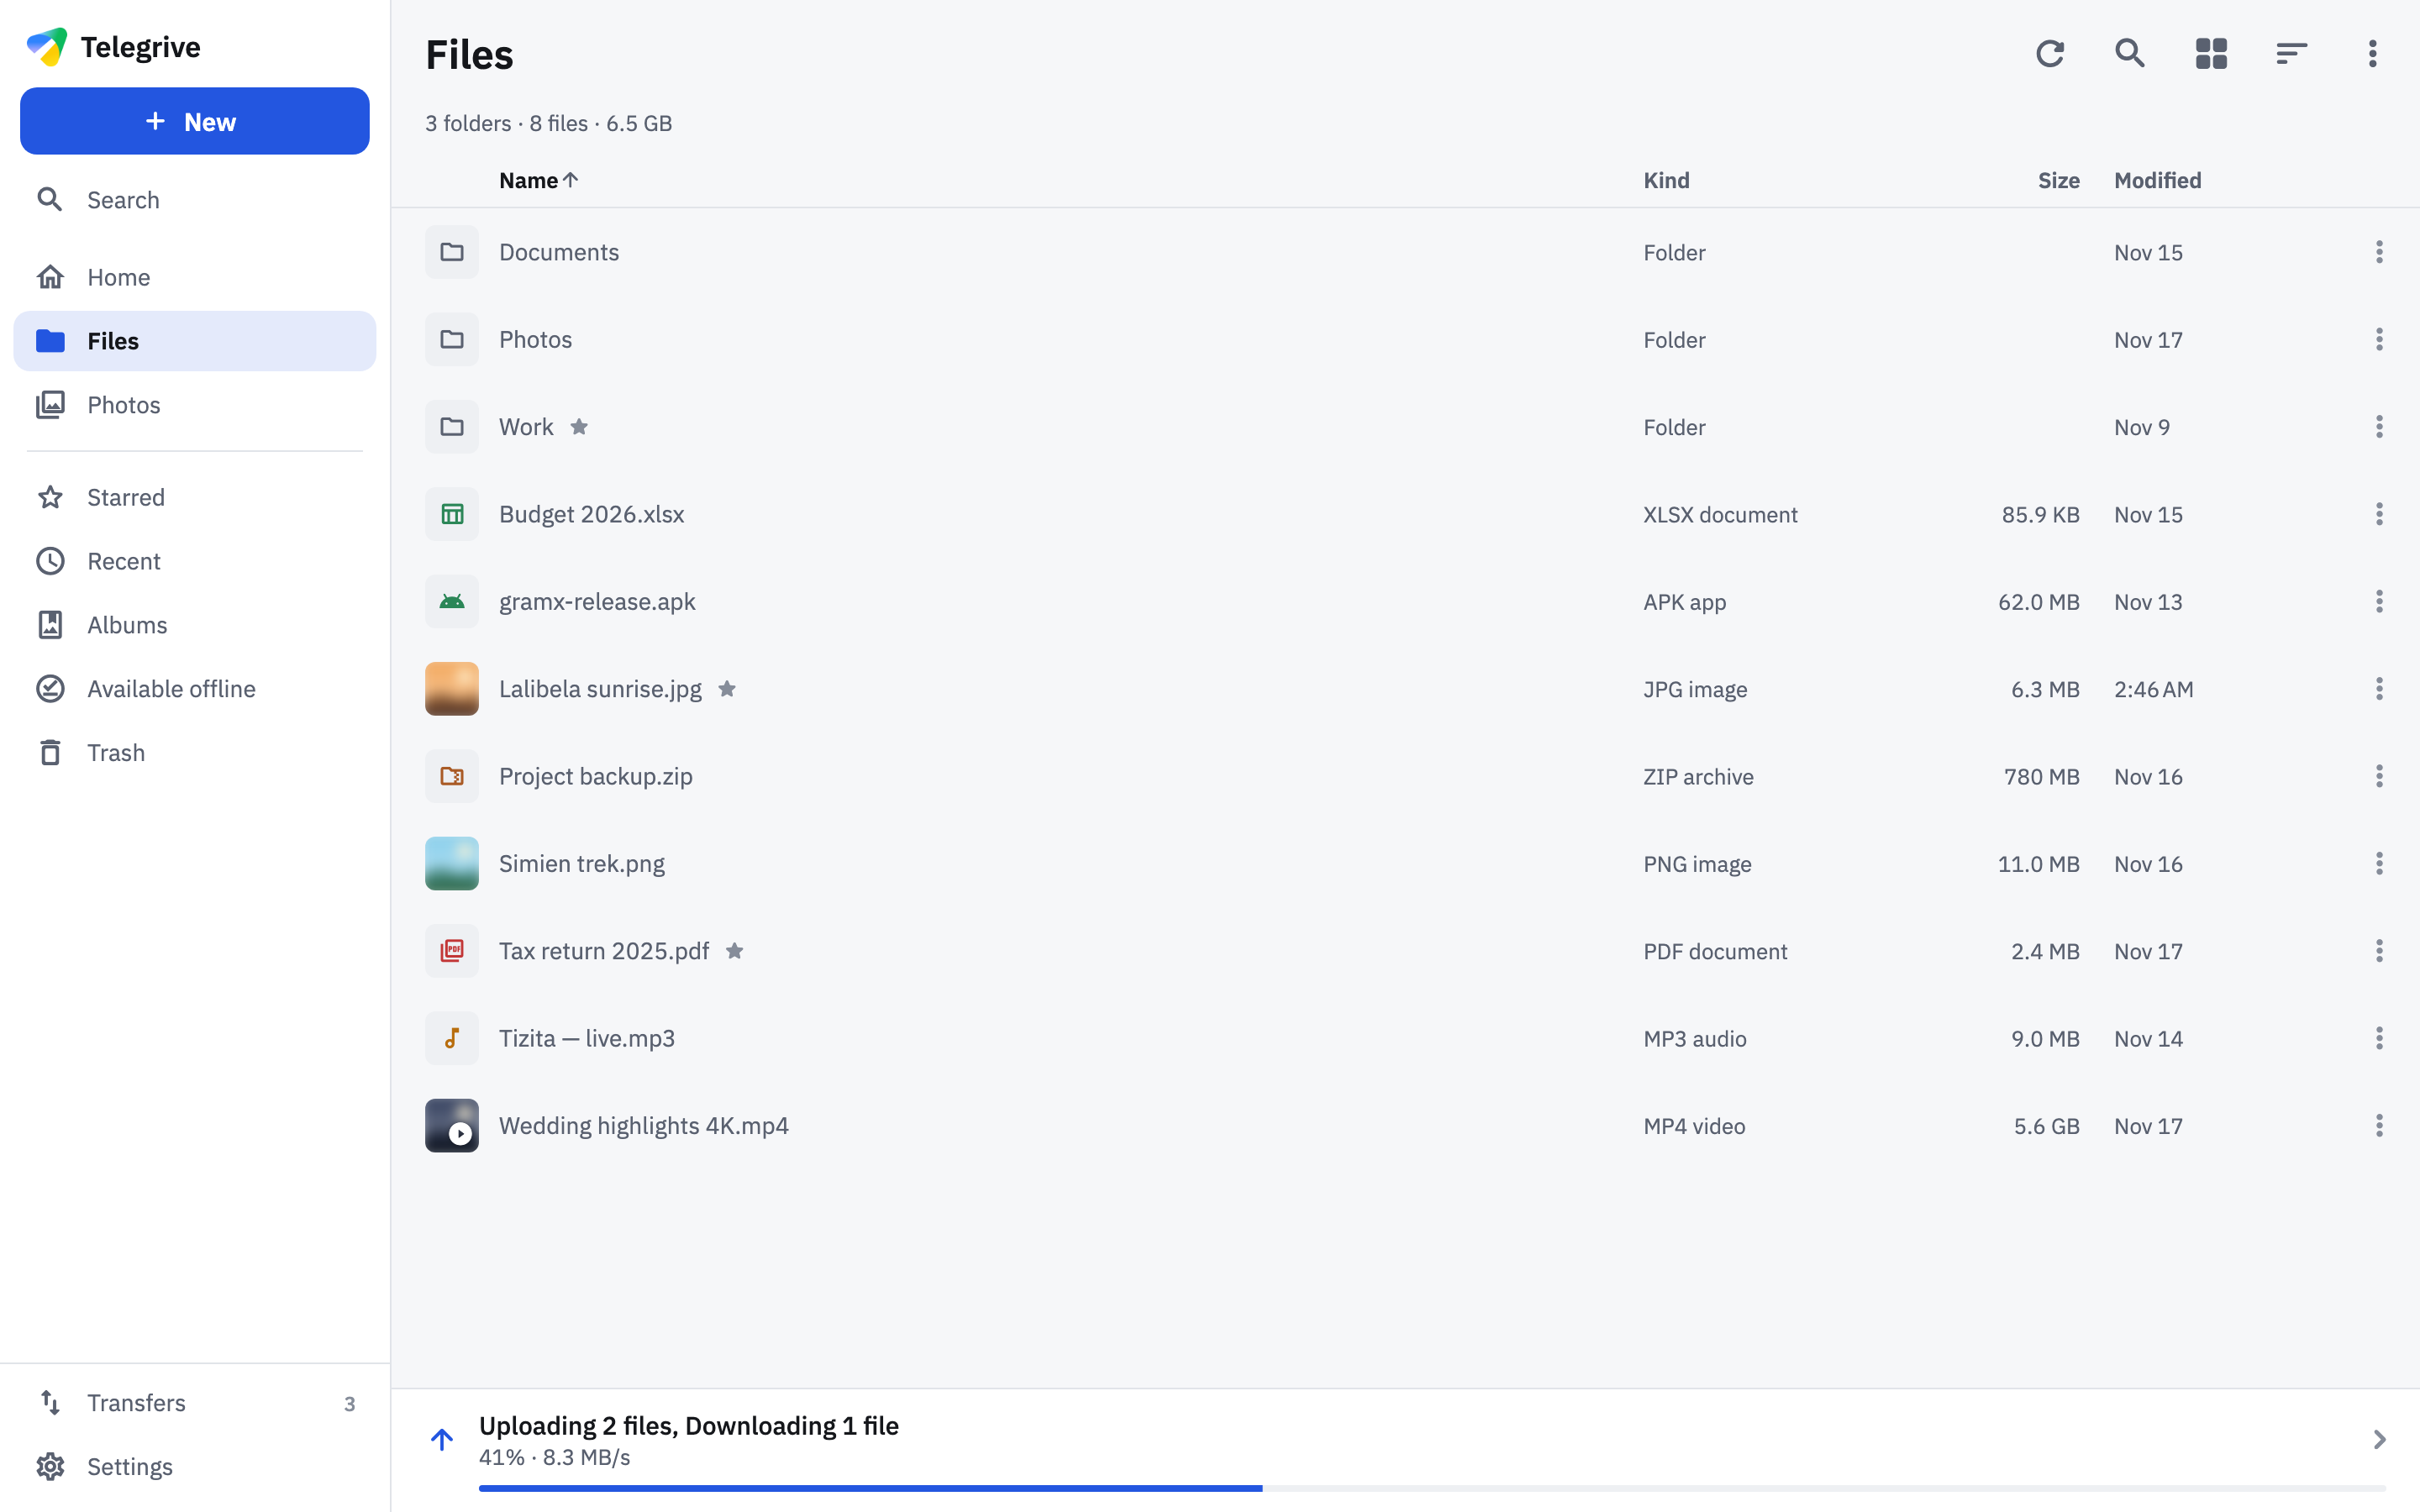 Telegrive
+ New
Search
Home
Files
Photos
Starred
Recent
Albums
Available offline
Trash
Transfers 3
Settings
Files
3 folders · 8 files · 6.5 GB
Name Kind Size Modified
Documents Folder Nov 15
Photos Folder Nov 17
Work Folder Nov 9
Budget 2026.xlsx XLSX document 85.9 KB Nov 15
gramx-release.apk APK app 62.0 MB Nov 13
Lalibela sunrise.jpg JPG image 6.3 MB 2:46 AM
Project backup.zip ZIP archive 780 MB Nov 16
Simien trek.png PNG image 11.0 MB Nov 16
PDF Tax return 2025.pdf PDF document 2.4 MB Nov 17
Tizita — live.mp3 MP3 audio 9.0 MB Nov 14
Wedding highlights 4K.mp4 MP4 video 5.6 GB Nov 17
Uploading 2 files, Downloading 1 file
41% · 8.3 MB/s